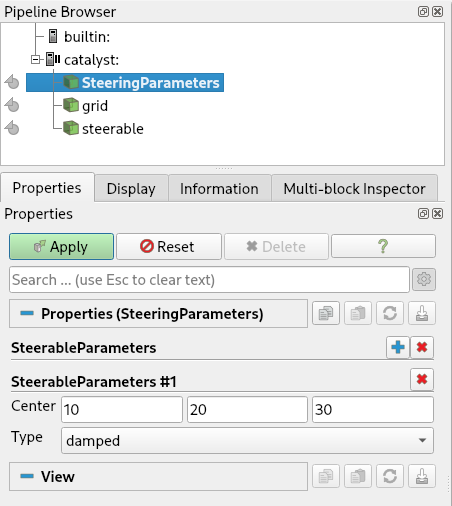 Pipeline Browser
builtin:
catalyst:
SteeringParameters
grid
steerable
Properties Display Information Multi-block Inspector
Properties
Apply Reset Delete ?
Search ... (use Esc to clear text)
Properties (SteeringParameters)
SteerableParameters
SteerableParameters #1
Center 10 20 30
Type damped
View